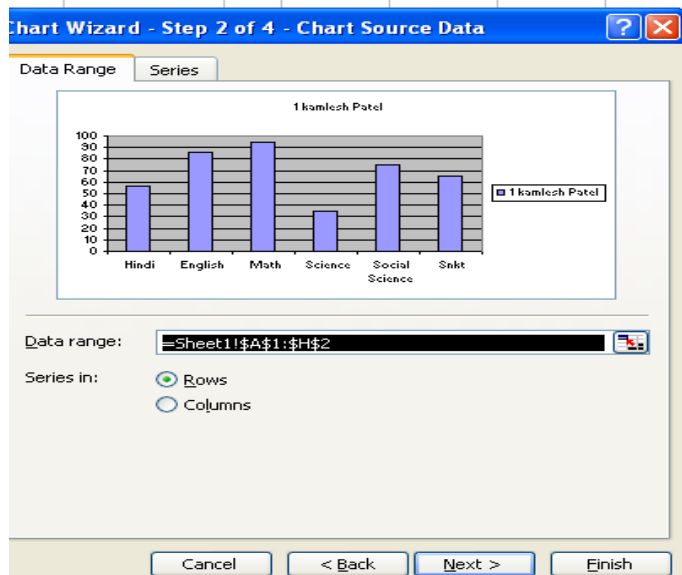 Chart Wizard - Step 2 of 4 - Chart Source Data
Data Range Series
1 kamlesh Patel
100
90
80
70
60
50
40
30
20
10
0
Hindi English Math Science Social Science Snkt
1 kamlesh Patel
Data range: =Sheet1!$A$1:$H$2
Series in: Rows
Columns
Cancel < Back Next > Finish